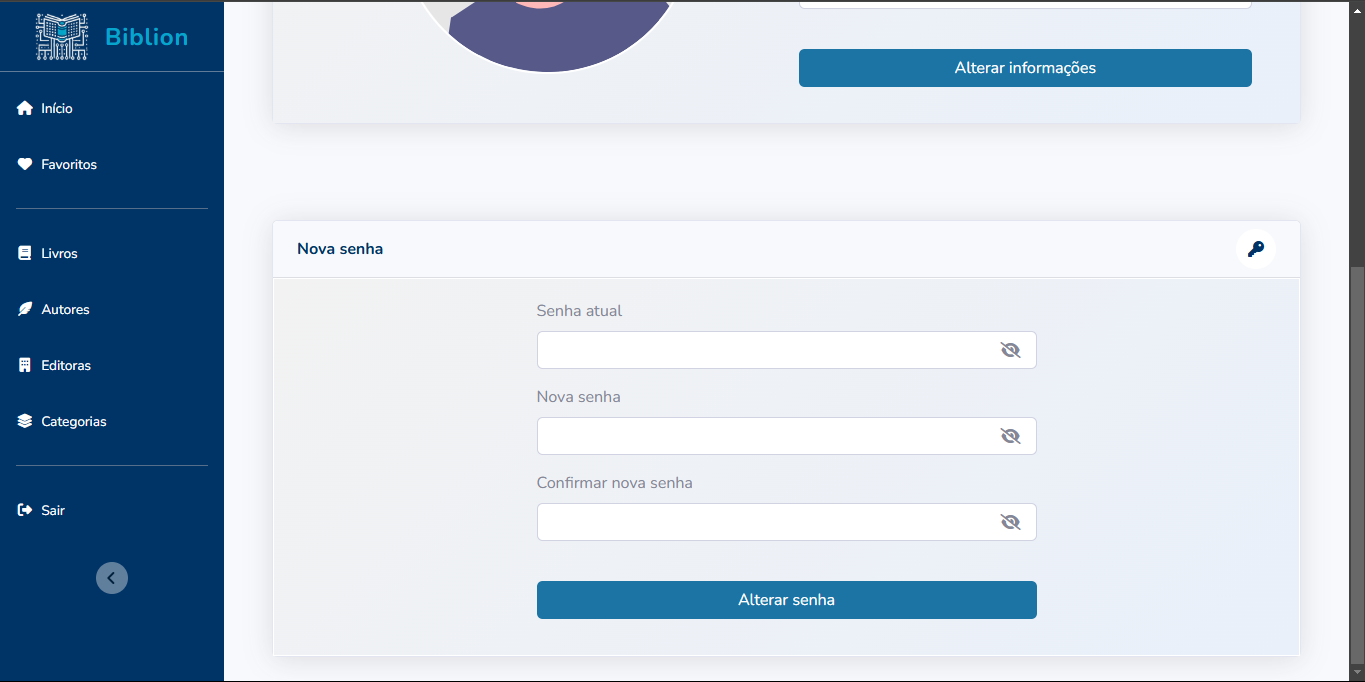 Biblion
Início
Favoritos
Livros
Autores
Editoras
Categorias
Sair
Alterar informações
Nova senha
Senha atual
Nova senha
Confirmar nova senha
Alterar senha